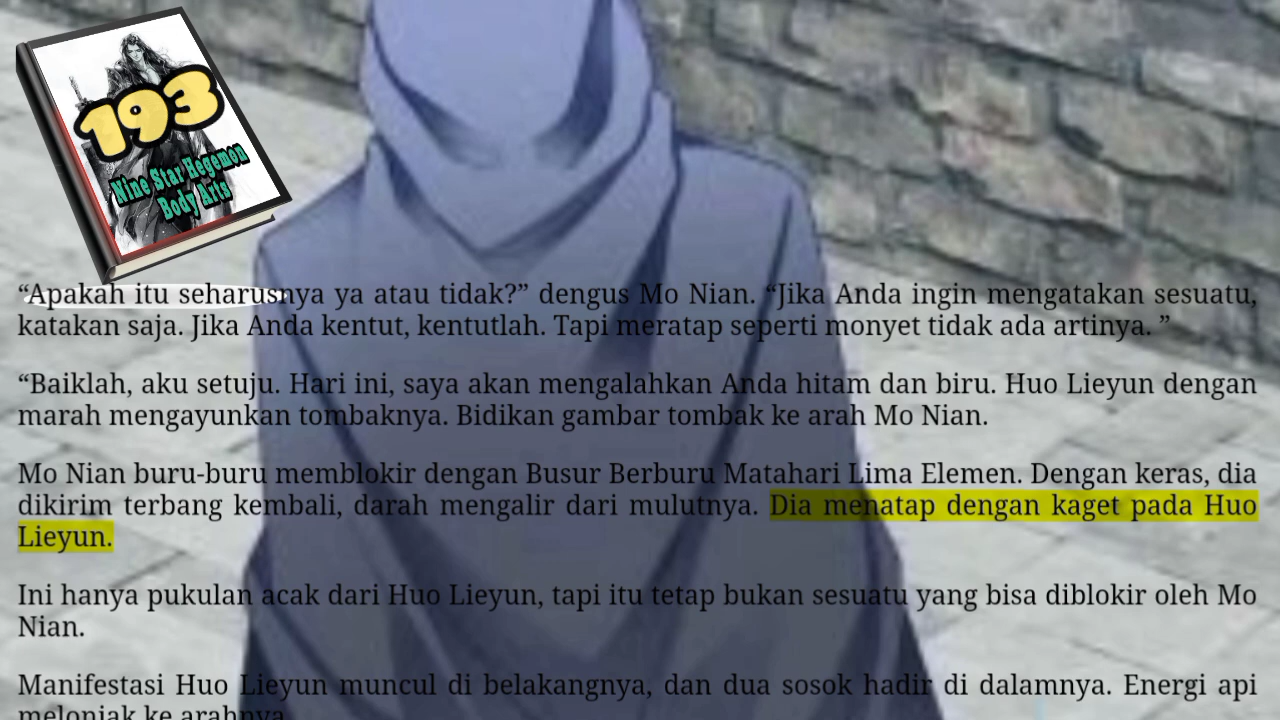 193
Nine Star Hegemon
Body Arts
“Apakah itu seharusnya ya atau tidak?” dengus Mo Nian. “Jika Anda ingin mengatakan sesuatu,
katakan saja. Jika Anda kentut, kentutlah. Tapi meratap seperti monyet tidak ada artinya. ”
“Baiklah, aku setuju. Hari ini, saya akan mengalahkan Anda hitam dan biru. Huo Lieyun dengan
marah mengayunkan tombaknya. Bidikan gambar tombak ke arah Mo Nian.
Mo Nian buru-buru memblokir dengan Busur Berburu Matahari Lima Elemen. Dengan keras, dia
dikirim terbang kembali, darah mengalir dari mulutnya. Dia menatap dengan kaget pada Huo
Lieyun.
Ini hanya pukulan acak dari Huo Lieyun, tapi itu tetap bukan sesuatu yang bisa diblokir oleh Mo
Nian.
Manifestasi Huo Lieyun muncul di belakangnya, dan dua sosok hadir di dalamnya. Energi api
melonjak ke arahnya.